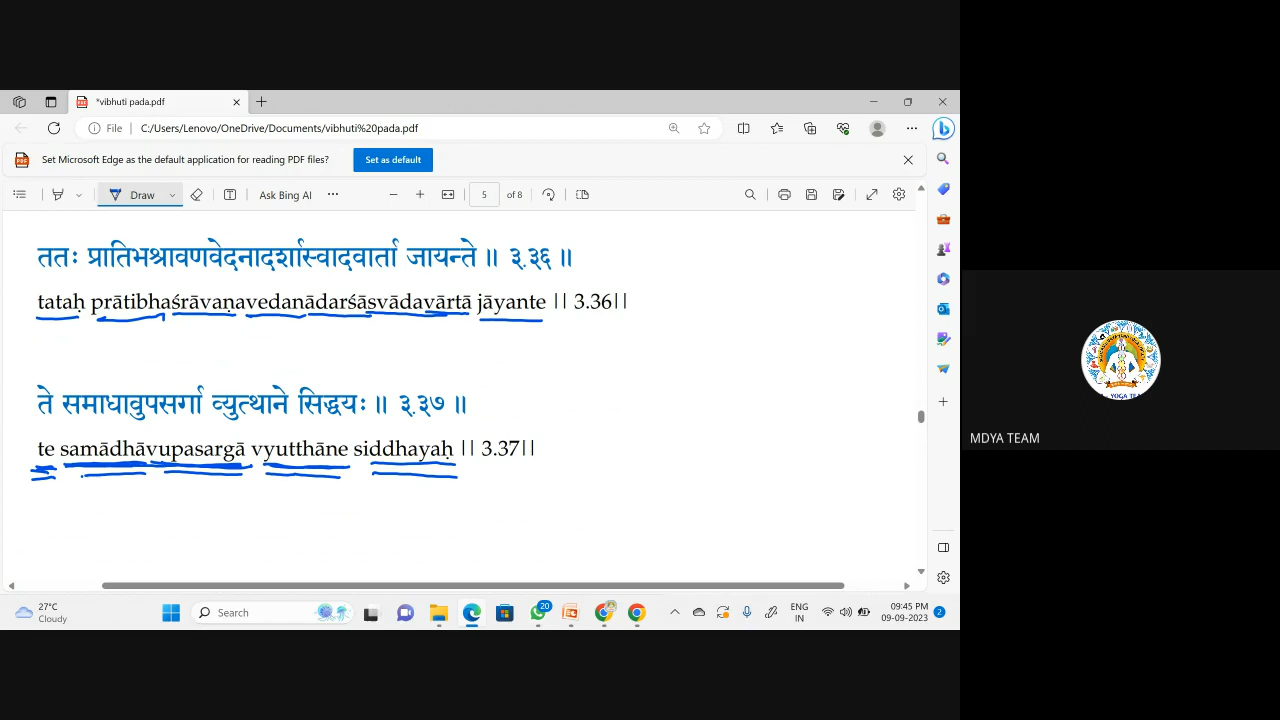 *vibhuti pada.pdf
File C:/Users/Lenovo/OneDrive/Documents/vibhuti%20pada.pdf
Set Microsoft Edge as the default application for reading PDF files? Set as default
Draw Ask Bing AI 5 of 8
ततः प्रातिभश्रावणवेदनादर्शास्वादवार्ता जायन्ते ॥ ३.३६ ॥
tataḥ prātibhaśrāvaṇavedanādarśāsvādavārtā jāyante || 3.36||
ते समाधावुपसर्गा व्युत्थाने सिद्धयः ॥ ३.३७ ॥
te samādhāvupasargā vyutthāne siddhayaḥ || 3.37||
MDYA TEAM
27°C
Cloudy
Search
20
ENG
IN
09:45 PM
09-09-2023
2